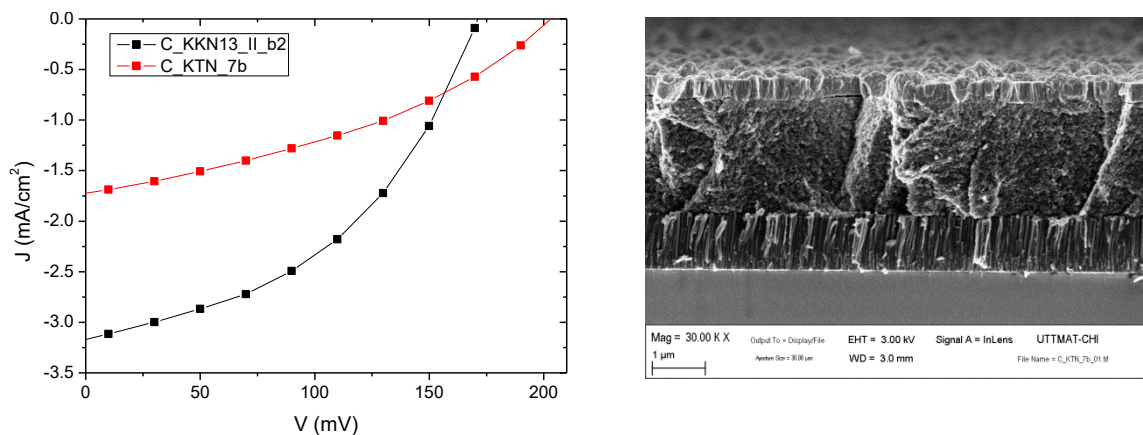 0.0
-0.5
-1.0
-1.5
-2.0
-2.5
-3.0
-3.5
J (mA/cm²)
C_KKN13_II_b2
C_KTN_7b
0 50 100 150 200
V (mV)
Mag = 30.00 K X Output To = Display/File EHT = 3.00 kV Signal A = InLens UTTMAT-CHI
1 µm Aperture Size = 30.00 µm WD = 3.0 mm File Name = C_KTN_7b_01.tif